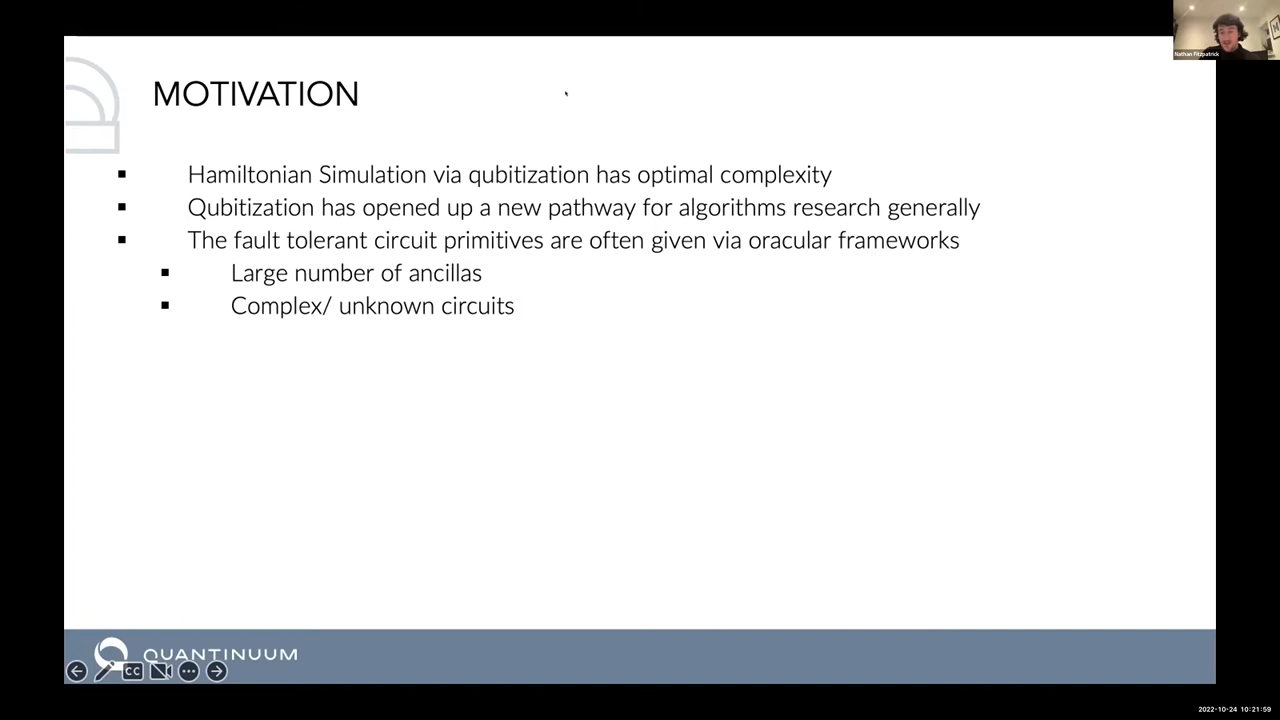 Nathan Fitzpatrick
MOTIVATION
▪ Hamiltonian Simulation via qubitization has optimal complexity
▪ Qubitization has opened up a new pathway for algorithms research generally
▪ The fault tolerant circuit primitives are often given via oracular frameworks
▪ Large number of ancillas
▪ Complex/ unknown circuits
QUANTINUUM
CC
2022-10-24 10:21:59